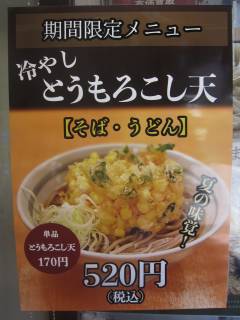 期間限定メニュー
冷やし
とうもろこし天
【そば・うどん】
夏の味覚!
単品
とうもろこし天
170円
520円
(税込)